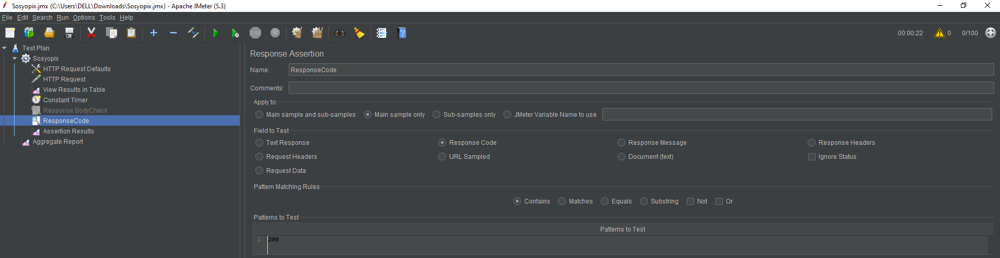 Sosyopix.jmx (C:\Users\DELL\Downloads\Sosyopix.jmx) - Apache JMeter (5.3)
File Edit Search Run Options Tools Help
STOP
00:00:22 0 0/100
Test Plan
Sosyopix
HTTP Request Defaults
HTTP Request
View Results in Table
Constant Timer
Response BodyCheck
ResponseCode
Assertion Results
Aggregate Report
Response Assertion
Name: ResponseCode
Comments:
Apply to:
Main sample and sub-samples Main sample only Sub-samples only JMeter Variable Name to use
Field to Test
Text Response Response Code Response Message Response Headers
Request Headers URL Sampled Document (text) Ignore Status
Request Data
Pattern Matching Rules
Contains Matches Equals Substring Not Or
Patterns to Test
Patterns to Test
1 200